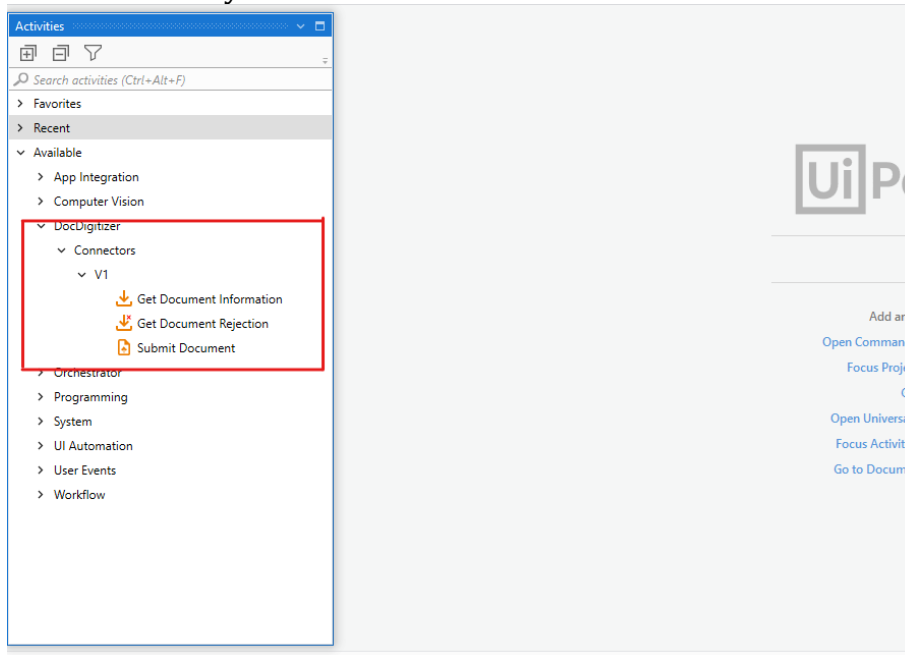 Activities
Search activities (Ctrl+Alt+F)
Favorites
Recent
Available
App Integration
Computer Vision
DocDigitizer
Connectors
V1
Get Document Information
Get Document Rejection
Submit Document
Orchestrator
Programming
System
UI Automation
User Events
Workflow
Ui P
Add ar
Open Comman
Focus Proj
Open Univers
Focus Activit
Go to Docum